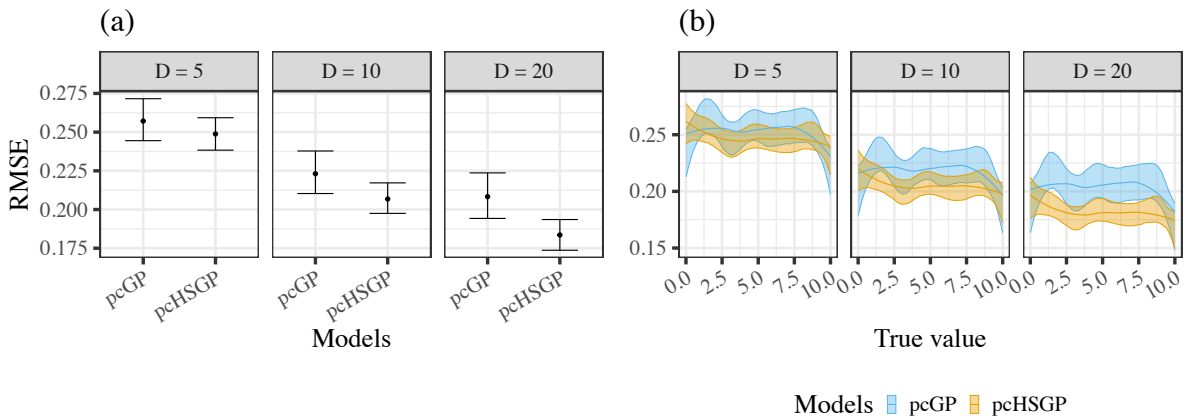 (a)
D = 5
D = 10
D = 20
0.275
0.250
0.225
0.200
0.175
RMSE
pcGP
pcHSGP
pcGP
pcHSGP
pcGP
pcHSGP
Models
(b)
D = 5
D = 10
D = 20
0.25
0.20
0.15
0.0
2.5
5.0
7.5
10.0
0.0
2.5
5.0
7.5
10.0
0.0
2.5
5.0
7.5
10.0
True value
Models pcGP pcHSGP